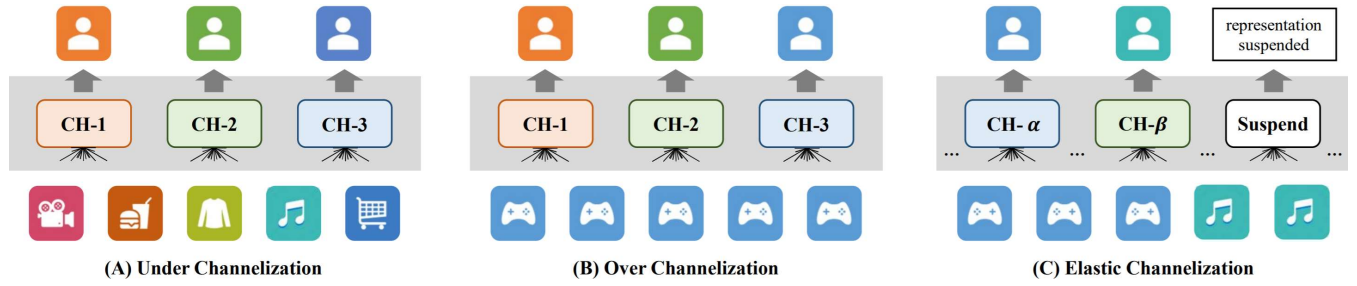 representation
suspended
CH-1
CH-2
CH-3
CH-1
CH-2
CH-3
... CH- α ... CH-β ... Suspend ...
(A) Under Channelization
(B) Over Channelization
(C) Elastic Channelization